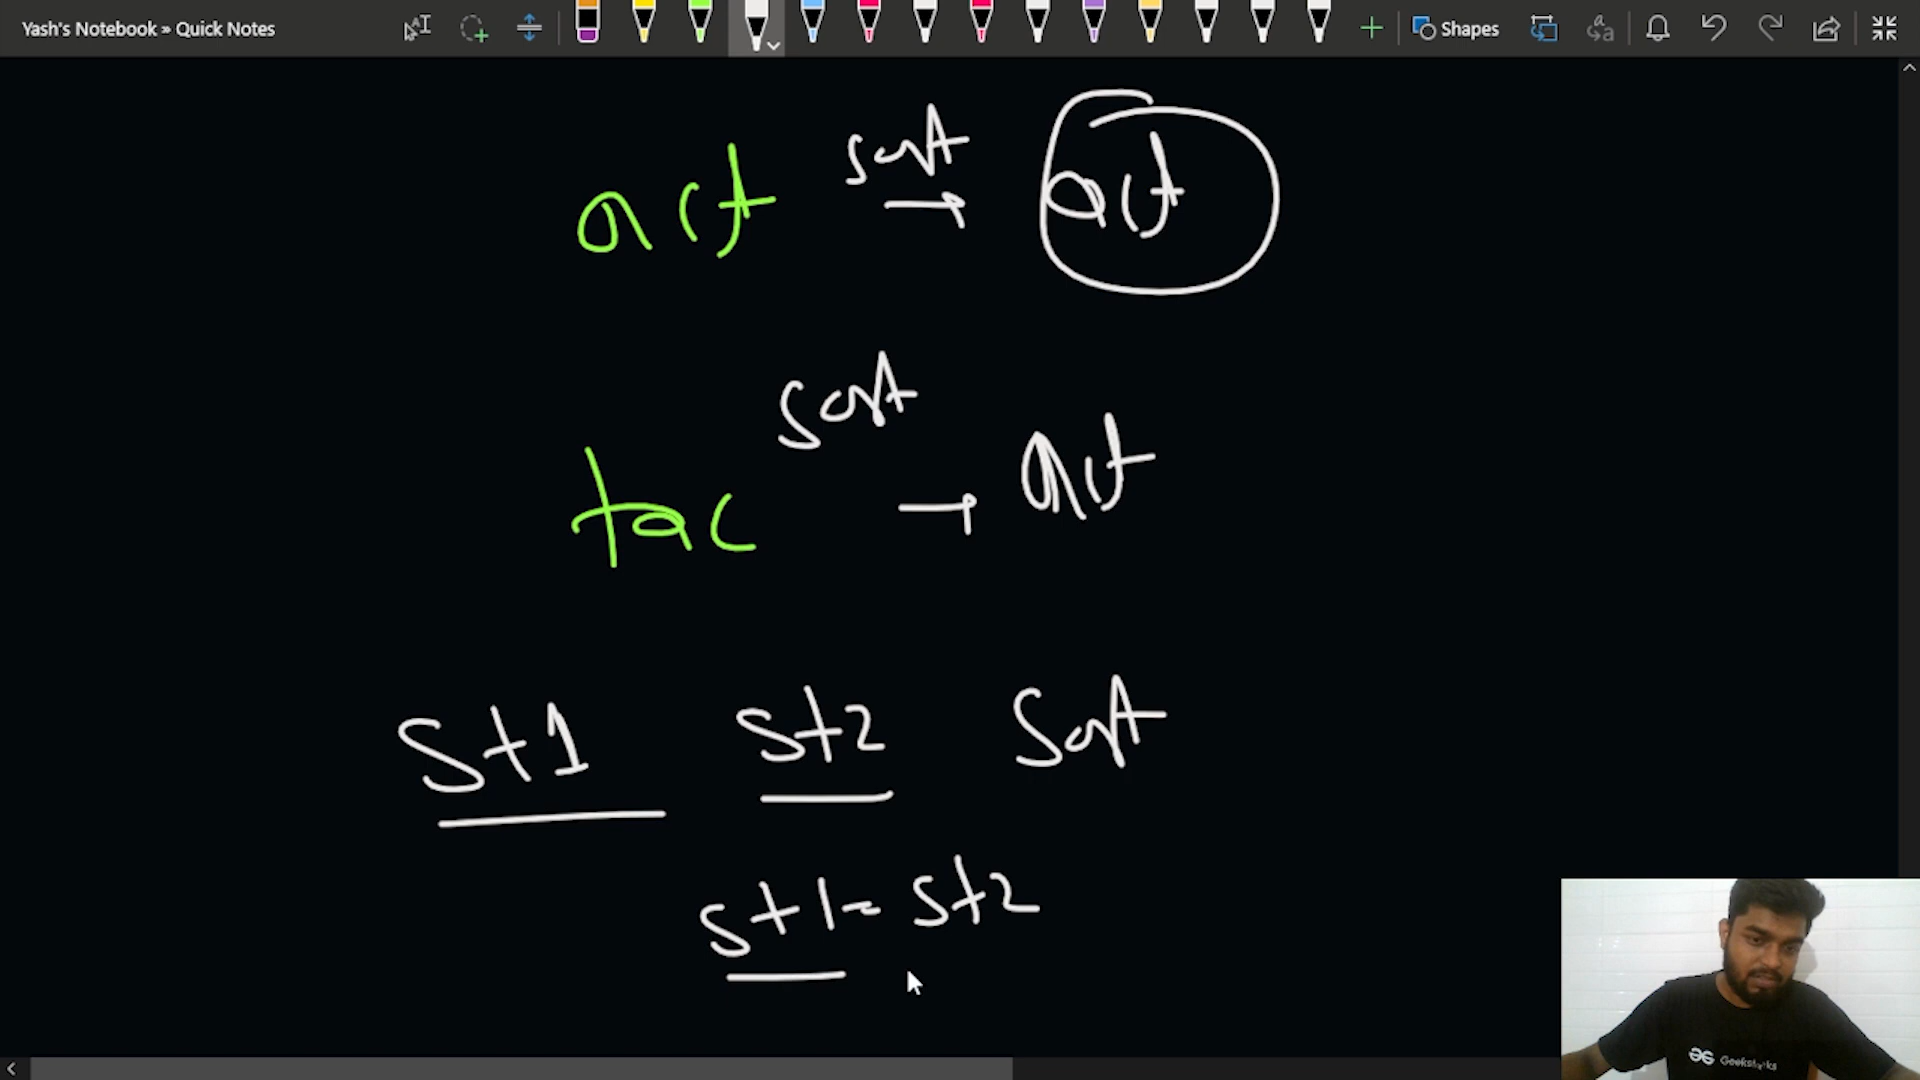 Yash's Notebook » Quick Notes
Shapes
act sort → act
tac sort → act
St1 St2 Sort
St1 = St2